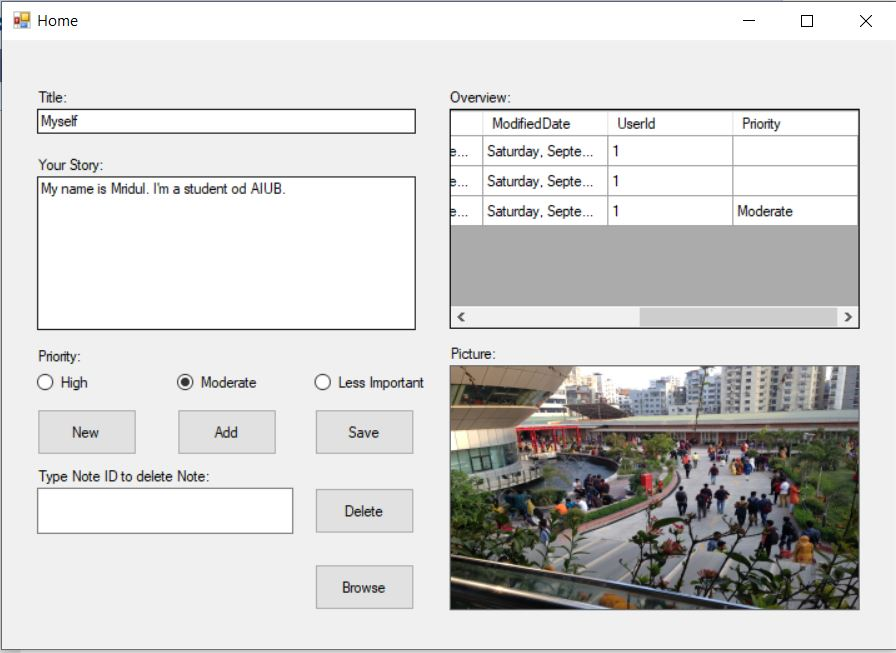 Home
Title:
Myself
Your Story:
My name is Mridul. I'm a student od AIUB.
Priority:
High
Moderate
Less Important
New
Add
Save
Type Note ID to delete Note:
Delete
Browse
Overview:
ModifiedDate UserId Priority
e... Saturday, Septe... 1
e... Saturday, Septe... 1
e... Saturday, Septe... 1 Moderate
Picture: